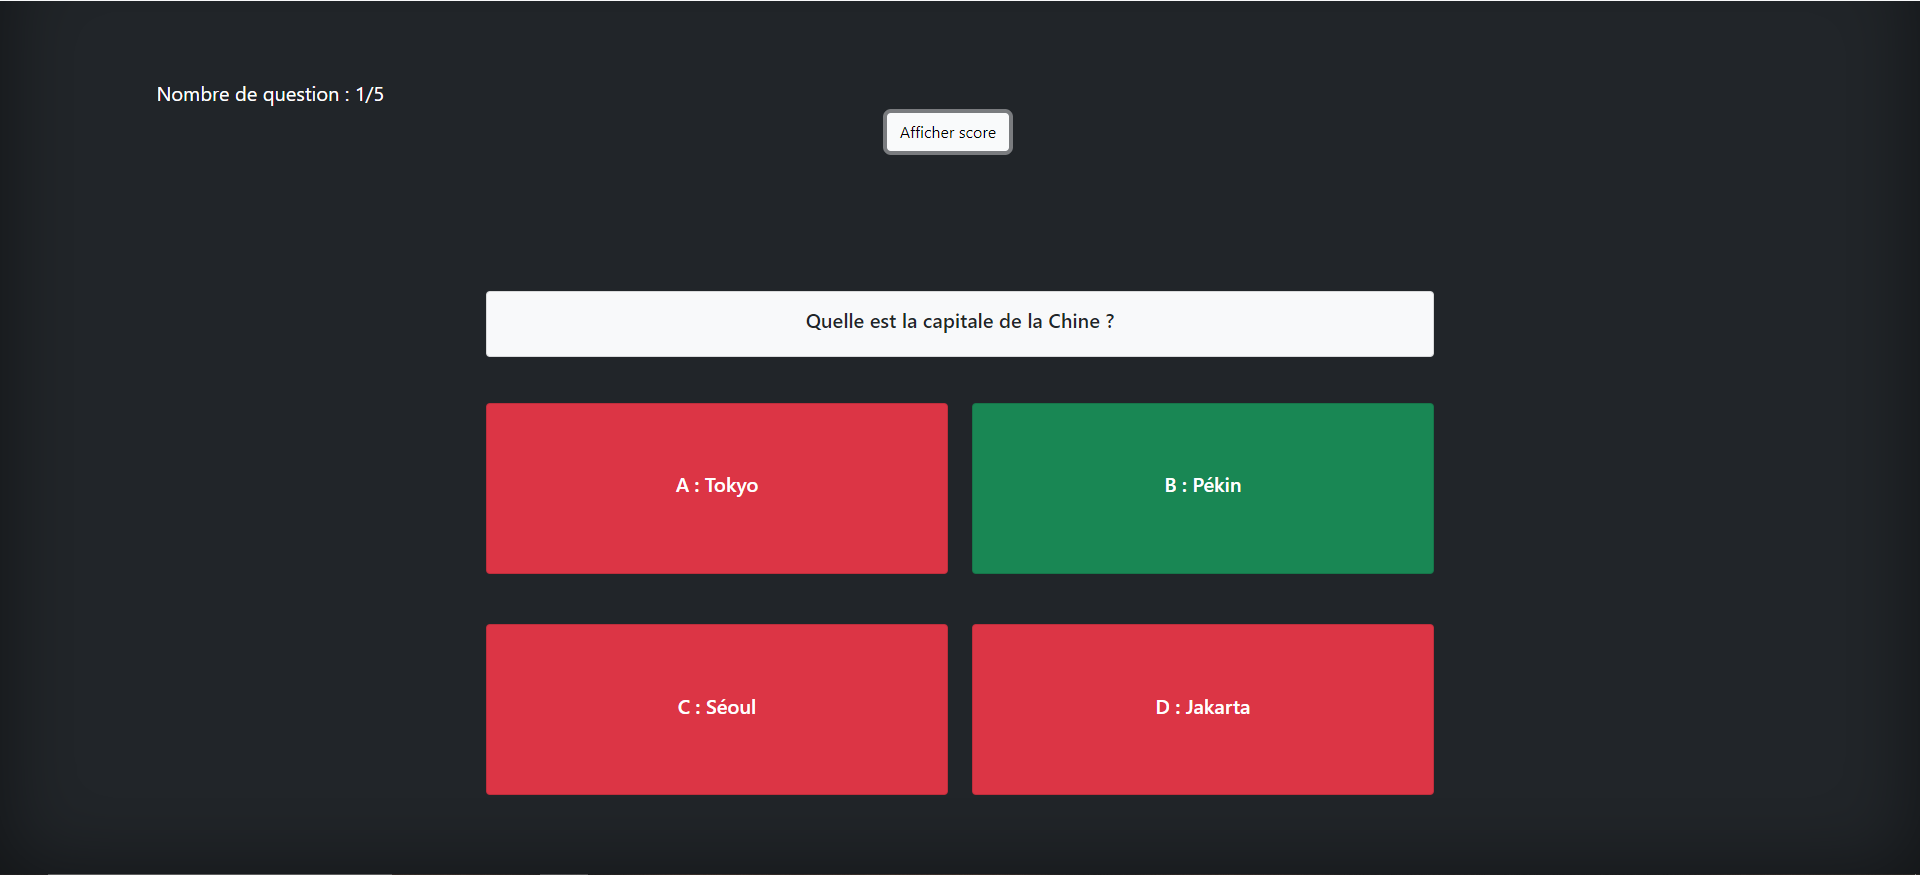 Nombre de question : 1/5
Afficher score
Quelle est la capitale de la Chine ?
A : Tokyo
B : Pékin
C : Séoul
D : Jakarta